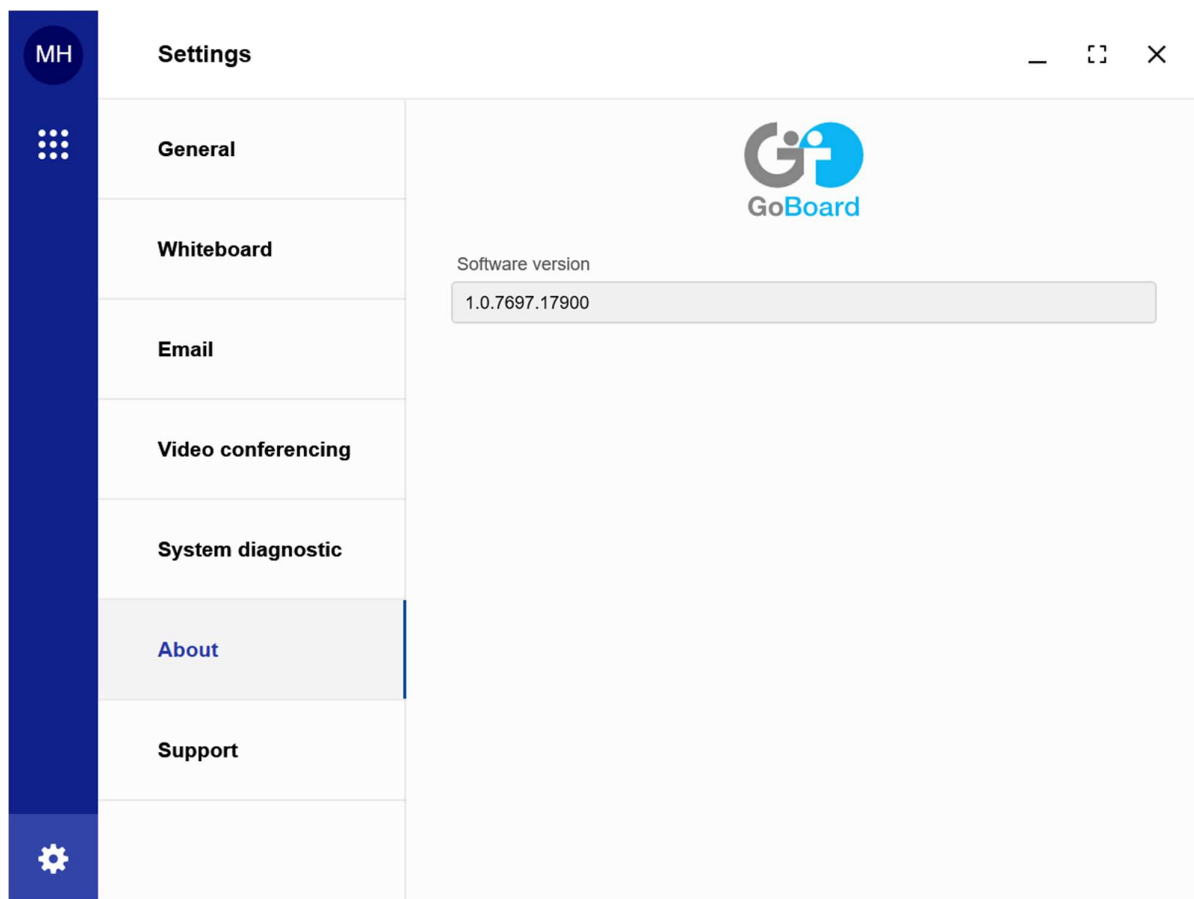 MH
Settings
General
Whiteboard
Email
Video conferencing
System diagnostic
About
Support
GoBoard
Software version
1.0.7697.17900